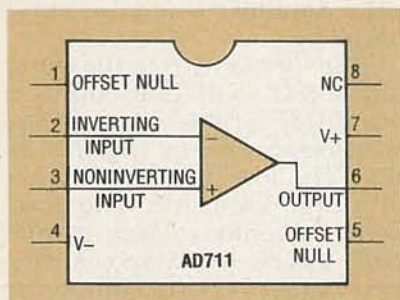 1 OFFSET NULL
NC 8
2 INVERTING
INPUT
V+ 7
3 NONINVERTING
INPUT
6
OUTPUT
4 V-
OFFSET 5
NULL
AD711